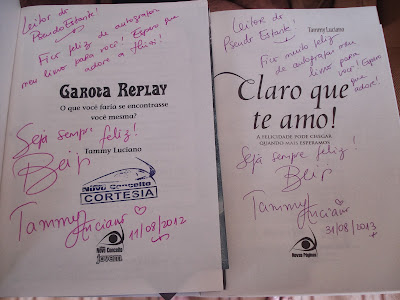 Leitor do
PseudoEstante!
Fico feliz de autografar
meu livro para você! Espero que
adore a
GAROTA REPLAY
O que você faria se encontrasse
você mesma?
Tammy Luciano
Seja sempre feliz!
Beijo
Novo Conceito
CORTESIA
Tammy
Luciano
11/08/2012
Novo Conceito
jovem
Tammy Luciano
Leitor do
Pseudo Estante!
Fico muito feliz
de autografar meu
livro para
você! Espero
que
adore!
Claro que
te amo!
A FELICIDADE PODE CHEGAR
QUANDO MAIS ESPERAMOS
Seja sempre feliz!
Beijo
Tammy
Luciano
31/08/2013
Novas Páginas